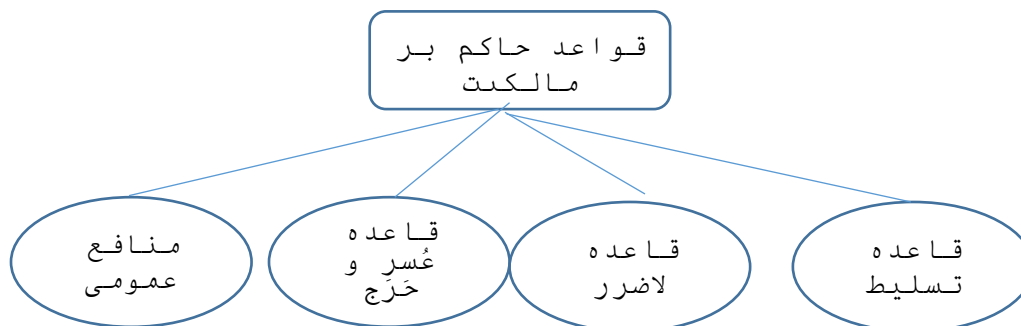 قواعد حاکم بر
مالکیت
قاعده
تسلیط
قاعده
لاضرر
قاعده
عُسر و
حَرَج
منافع
عمومی